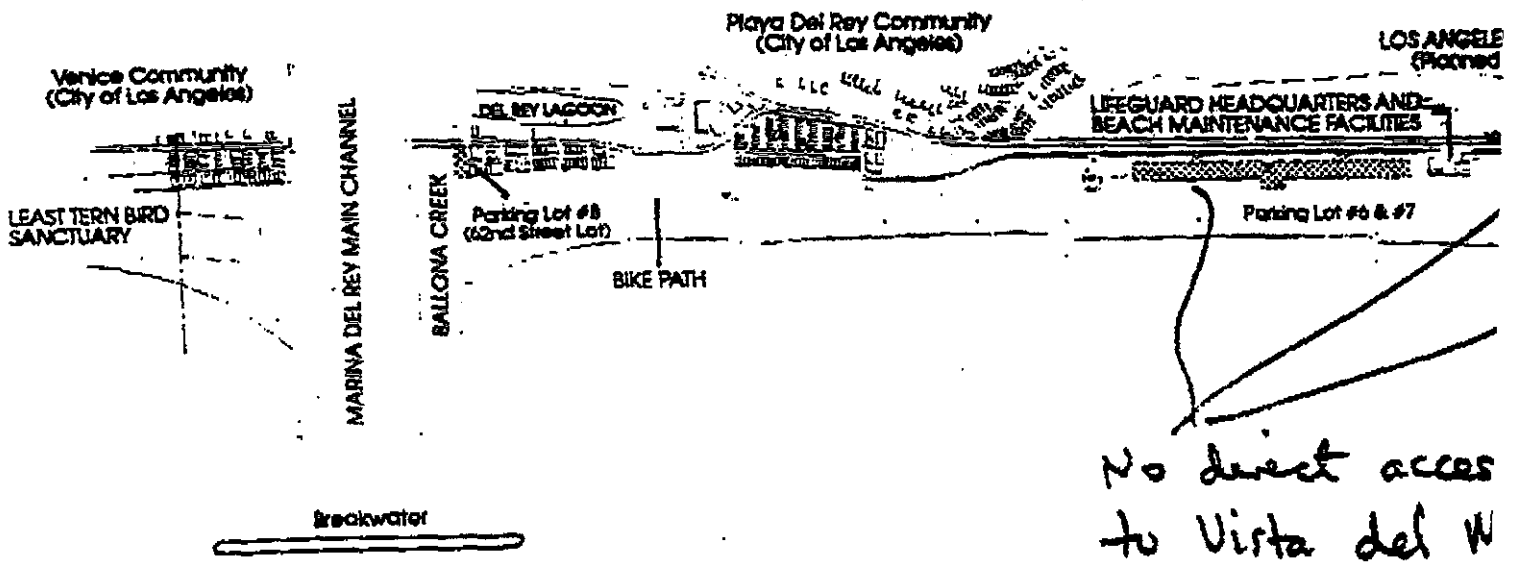 Playa Del Rey Community
(City of Los Angeles)
LOS ANGELE
(Planned
Venice Community
(City of Los Angeles)
DEL REY LAGOON
LIFEGUARD HEADQUARTERS AND
BEACH MAINTENANCE FACILITIES
LEAST TERN BIRD
SANCTUARY
MARINA DEL REY MAIN CHANNEL
BALLONA CREEK
Parking Lot #8
(62nd Street Lot)
BIKE PATH
Parking Lot #6 & #7
Breakwater
No direct acces
to Vista del